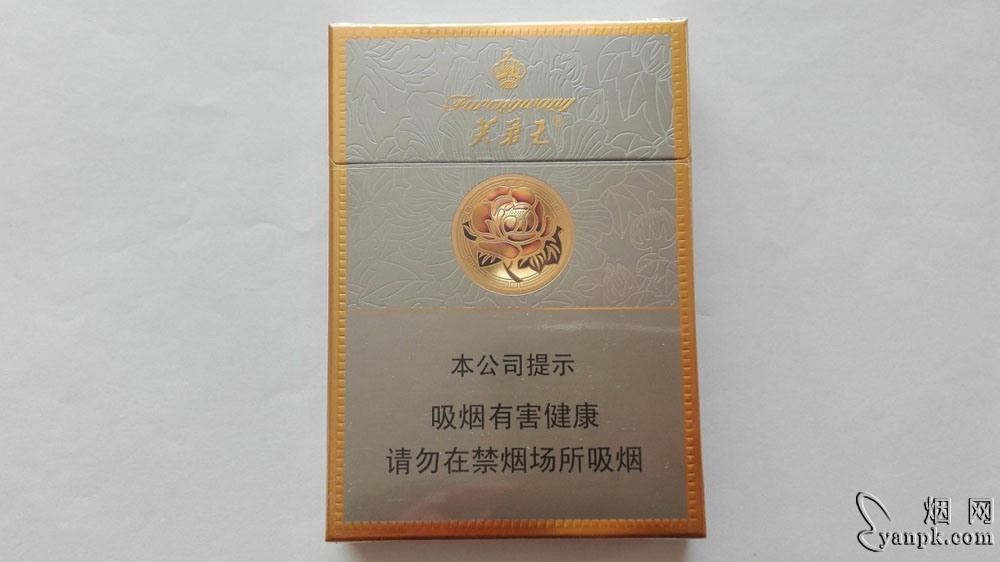 Furongwang
芙蓉王®
本公司提示
吸烟有害健康
请勿在禁烟场所吸烟
烟网
yanpk.com